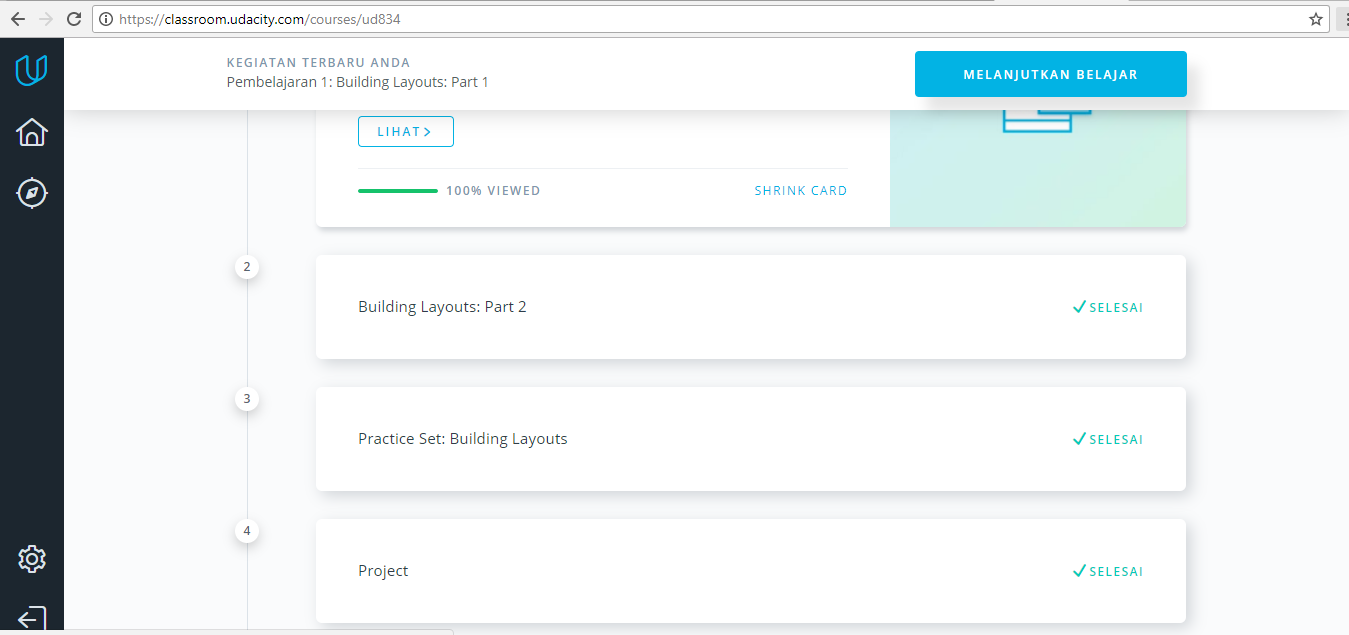 https://classroom.udacity.com/courses/ud834
KEGIATAN TERBARU ANDA
Pembelajaran 1: Building Layouts: Part 1
MELANJUTKAN BELAJAR
LIHAT
100% VIEWED
SHRINK CARD
2
Building Layouts: Part 2
SELESAI
3
Practice Set: Building Layouts
SELESAI
4
Project
SELESAI